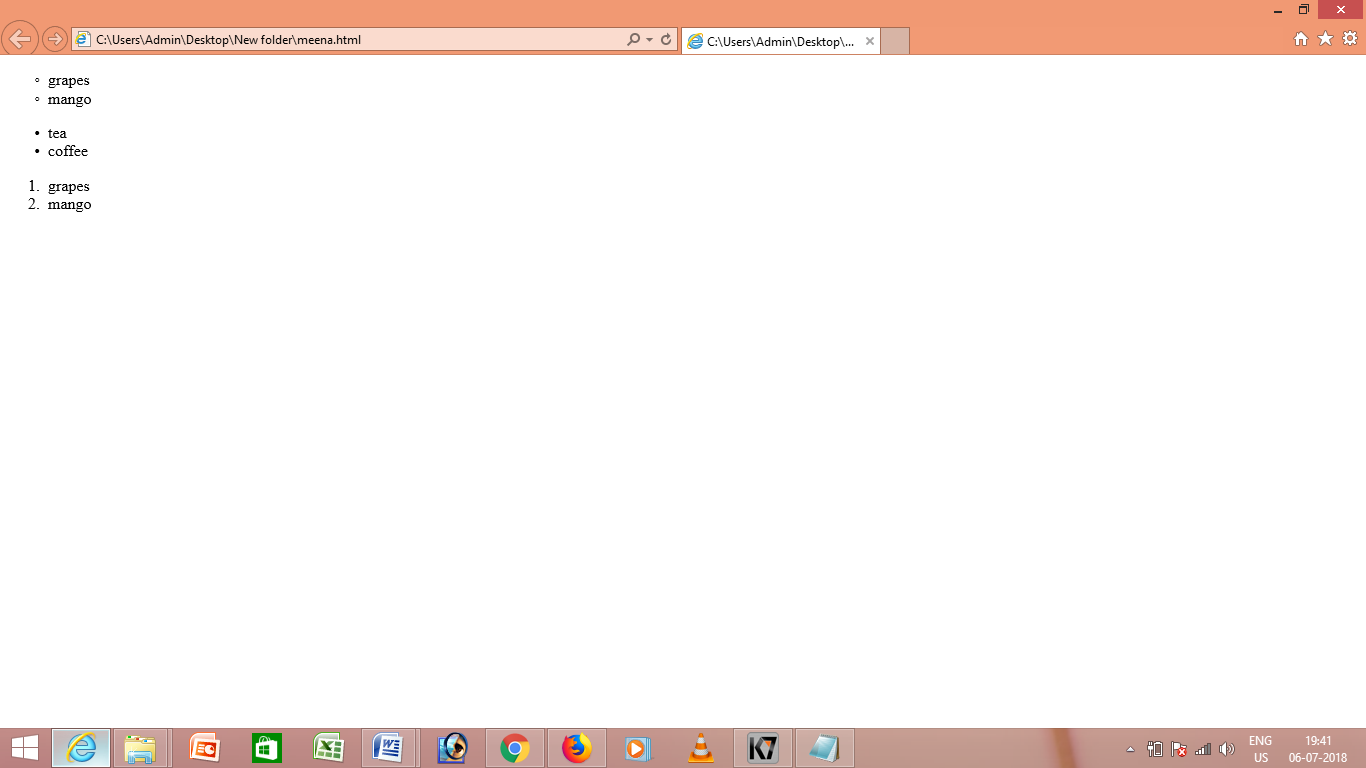 C:\Users\Admin\Desktop\New folder\meena.html
C:\Users\Admin\Desktop\...
◦ grapes
◦ mango
• tea
• coffee
1. grapes
2. mango
K7
ENG
US
19:41
06-07-2018